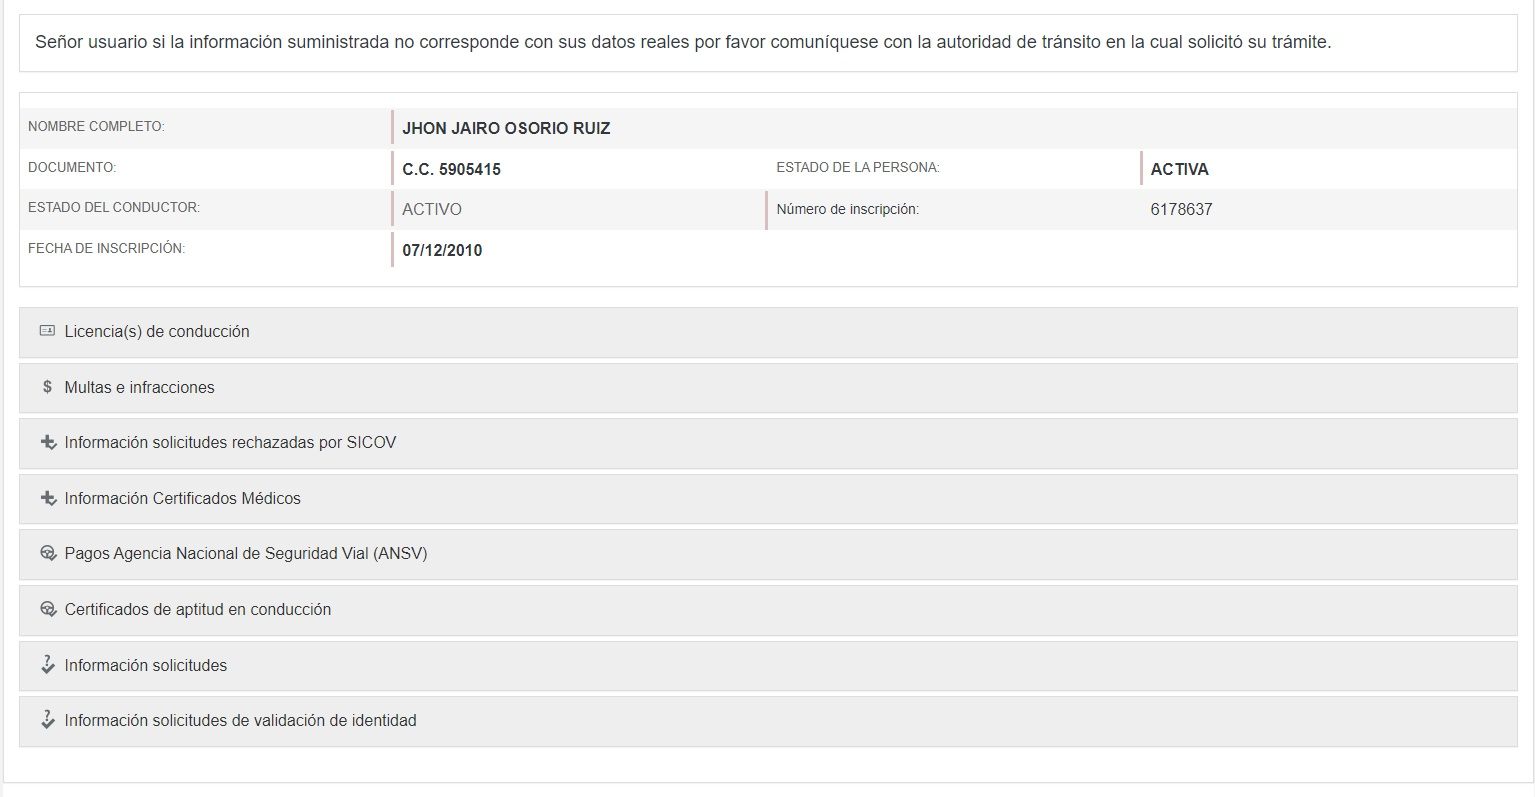 Señor usuario si la información suministrada no corresponde con sus datos reales por favor comuníquese con la autoridad de tránsito en la cual solicitó su trámite.
NOMBRE COMPLETO: JHON JAIRO OSORIO RUIZ
DOCUMENTO: C.C. 5905415 ESTADO DE LA PERSONA: ACTIVA
ESTADO DEL CONDUCTOR: ACTIVO Número de inscripción: 6178637
FECHA DE INSCRIPCIÓN: 07/12/2010
Licencia(s) de conducción
$ Multas e infracciones
Información solicitudes rechazadas por SICOV
Información Certificados Médicos
Pagos Agencia Nacional de Seguridad Vial (ANSV)
Certificados de aptitud en conducción
Información solicitudes
Información solicitudes de validación de identidad